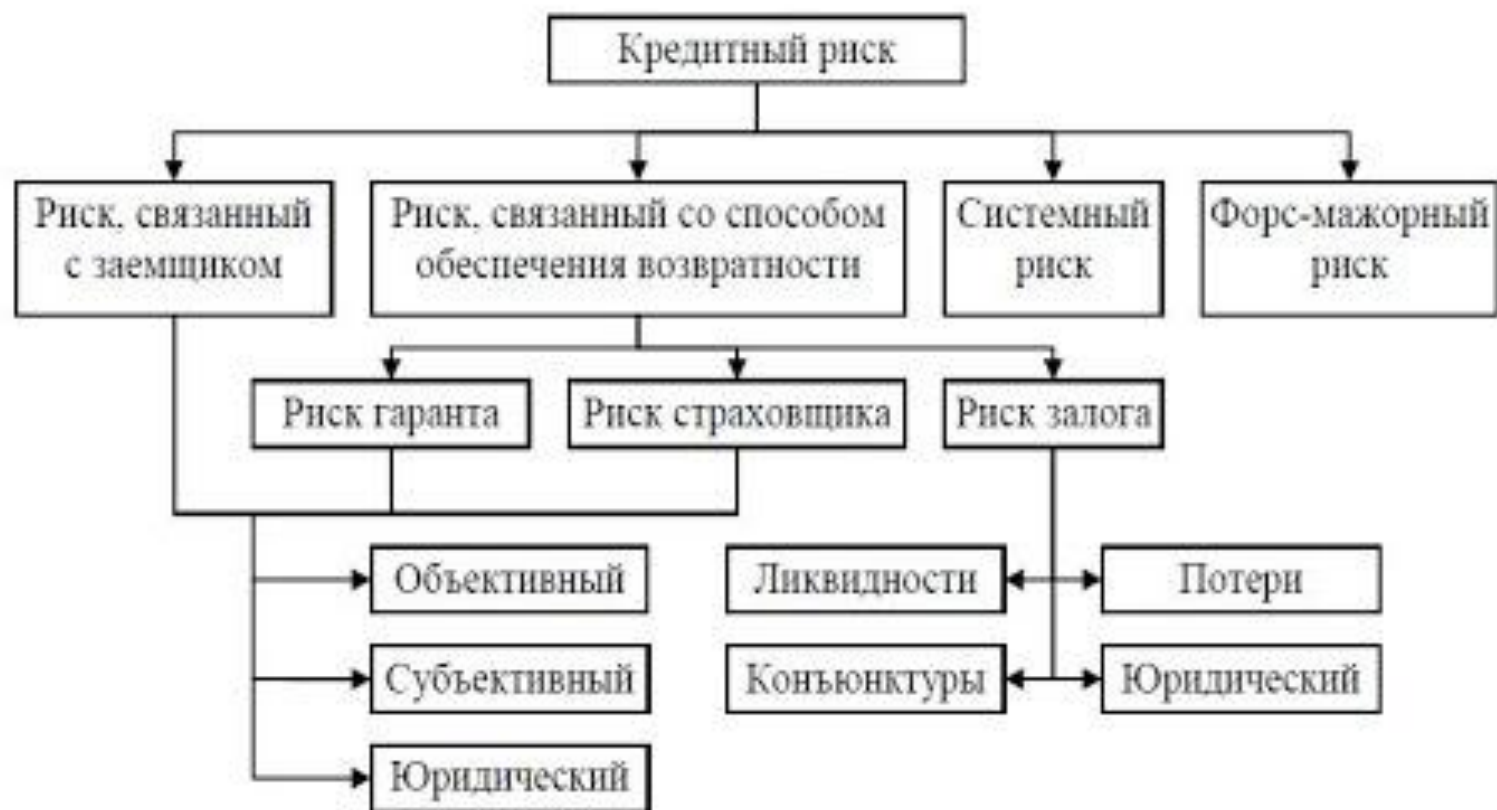 Кредитный риск
Риск, связанный
с заемщиком
Риск, связанный со способом
обеспечения возвратности
Системный
риск
Форс-мажорный
риск
Риск гаранта
Риск страховщика
Риск залога
Объективный
Ликвидности
Потери
Субъективный
Конъюнктуры
Юридический
Юридический